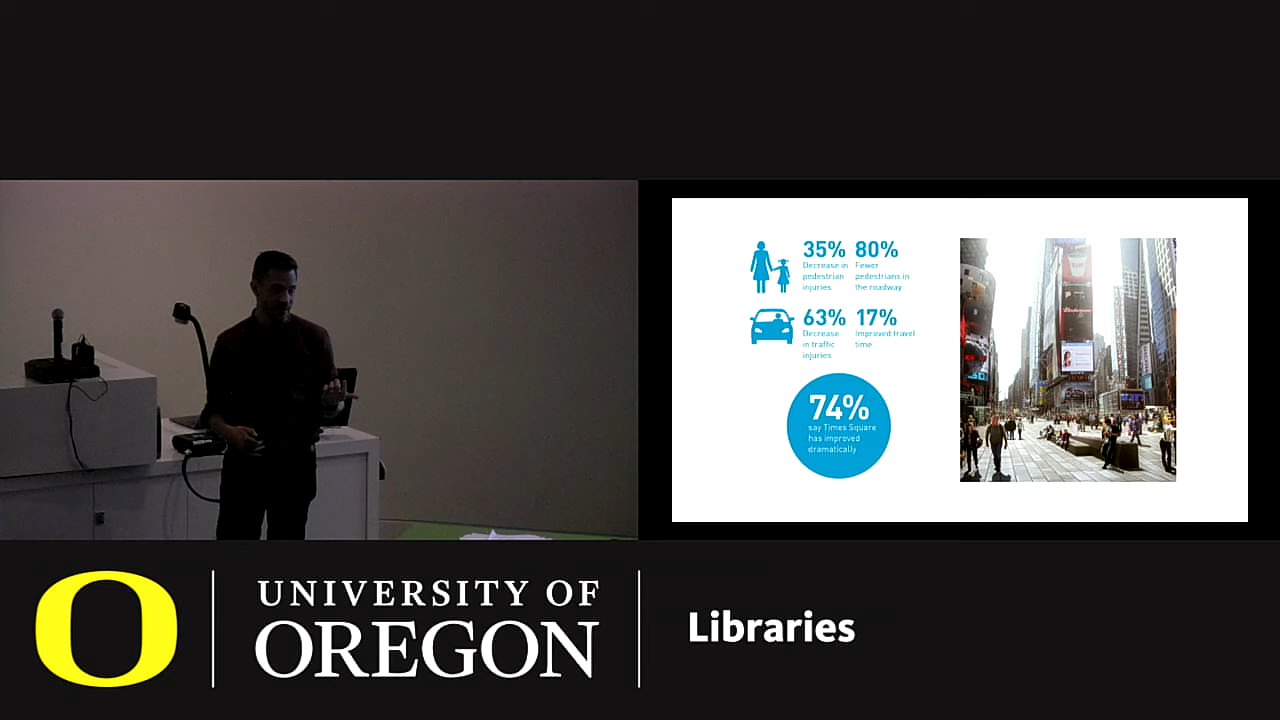 35% 80%
Decrease in Fewer
pedestrian pedestrians in
injuries the roadway
63% 17%
Decrease Improved travel
in traffic time
injuries
74%
say Times Square
has improved
dramatically
UNIVERSITY OF
OREGON
Libraries